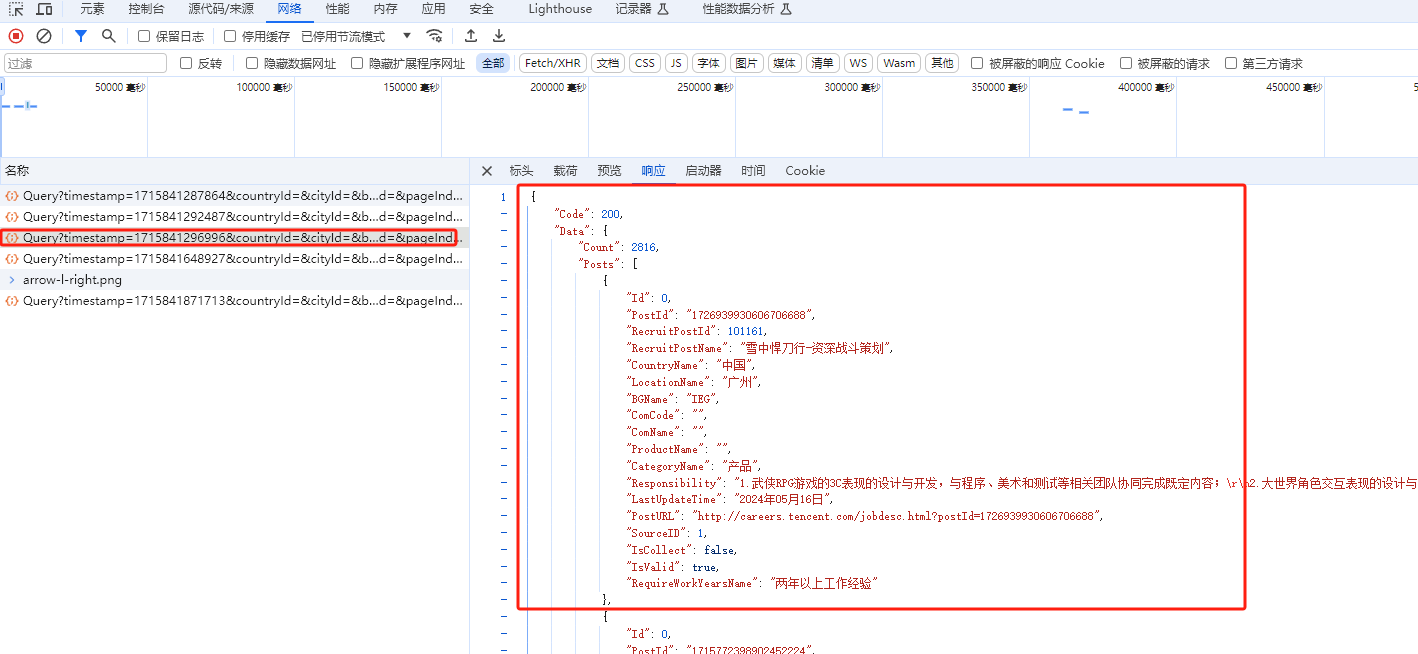 元素 控制台 源代码/来源 网络 性能 内存 应用 安全 Lighthouse 记录器 性能数据分析
保留日志 停用缓存 已停用节流模式
过滤 反转 隐藏数据网址 隐藏扩展程序网址 全部 Fetch/XHR 文档 CSS JS 字体 图片 媒体 清单 WS Wasm 其他 被屏蔽的响应 Cookie 被屏蔽的请求 第三方请求
50000 毫秒 100000 毫秒 150000 毫秒 200000 毫秒 250000 毫秒 300000 毫秒 350000 毫秒 400000 毫秒 450000 毫秒
名称
Query?timestamp=1715841287864&countryId=&cityId=&b...d=&pageInd...
Query?timestamp=1715841292487&countryId=&cityId=&b...d=&pageInd...
Query?timestamp=1715841296996&countryId=&cityId=&b...d=&pageInd...
Query?timestamp=1715841648927&countryId=&cityId=&b...d=&pageInd...
arrow-l-right.png
Query?timestamp=1715841871713&countryId=&cityId=&b...d=&pageInd...
标头 载荷 预览 响应 启动器 时间 Cookie
1 {
"Code": 200,
"Data": {
"Count": 2816,
"Posts": [
{
"Id": 0,
"PostId": "1726939930606706688",
"RecruitPostId": 101161,
"RecruitPostName": "雪中悍刀行-资深战斗策划",
"CountryName": "中国",
"LocationName": "广州",
"BGName": "IEG",
"ComCode": "",
"ComName": "",
"ProductName": "",
"CategoryName": "产品",
"Responsibility": "1.武侠RPG游戏的3C表现的设计与开发，与程序、美术和测试等相关团队协同完成既定内容；\r\n2.大世界角色交互表现的设计与
"LastUpdateTime": "2024年05月16日",
"PostURL": "http://careers.tencent.com/jobdesc.html?postId=1726939930606706688",
"SourceID": 1,
"IsCollect": false,
"IsValid": true,
"RequireWorkYearsName": "两年以上工作经验"
},
{
"Id": 0,
"PostId": "1715772398902452224",